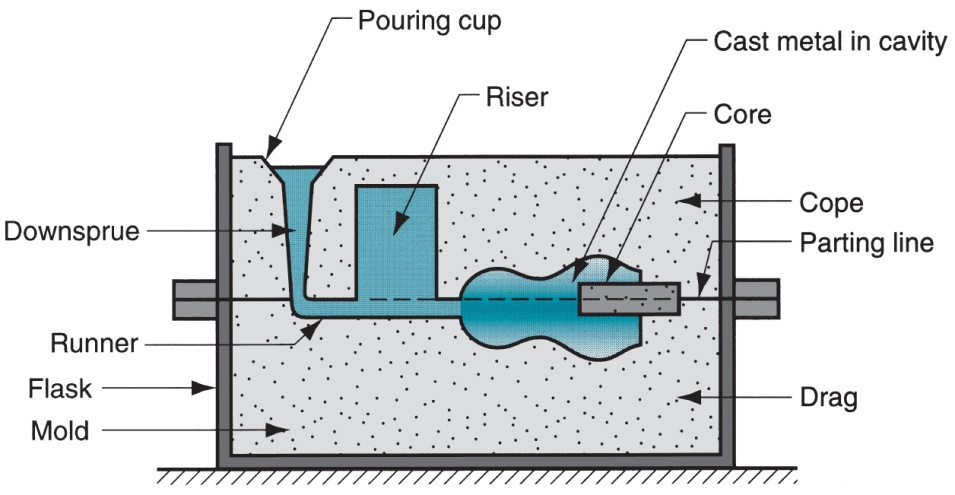 Pouring cup
Cast metal in cavity
Riser
Core
Cope
Downsprue
Parting line
Runner
Flask
Drag
Mold